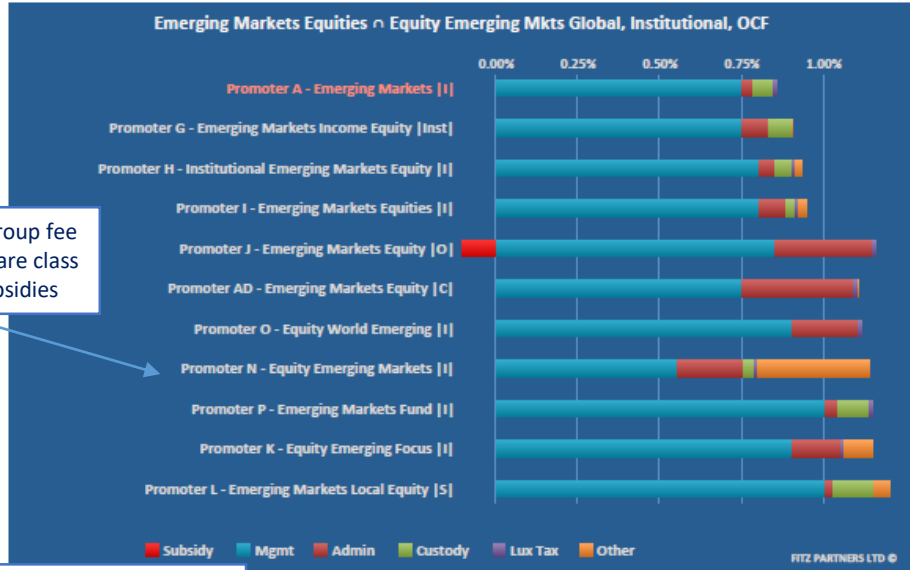 Emerging Markets Equities ∩ Equity Emerging Mkts Global, Institutional, OCF
0.00% 0.25% 0.50% 0.75% 1.00%
Promoter A - Emerging Markets |I|
Promoter G - Emerging Markets Income Equity |Inst|
Promoter H - Institutional Emerging Markets Equity |I|
Promoter I - Emerging Markets Equities |I|
roup fee
are class
bsidies
Promoter J - Emerging Markets Equity |O|
Promoter AD - Emerging Markets Equity |C|
Promoter O - Equity World Emerging |I|
Promoter N - Equity Emerging Markets |I|
Promoter P - Emerging Markets Fund |I|
Promoter K - Equity Emerging Focus |I|
Promoter L - Emerging Markets Local Equity |S|
Subsidy Mgmt Admin Custody Lux Tax Other
FITZ PARTNERS LTD ©